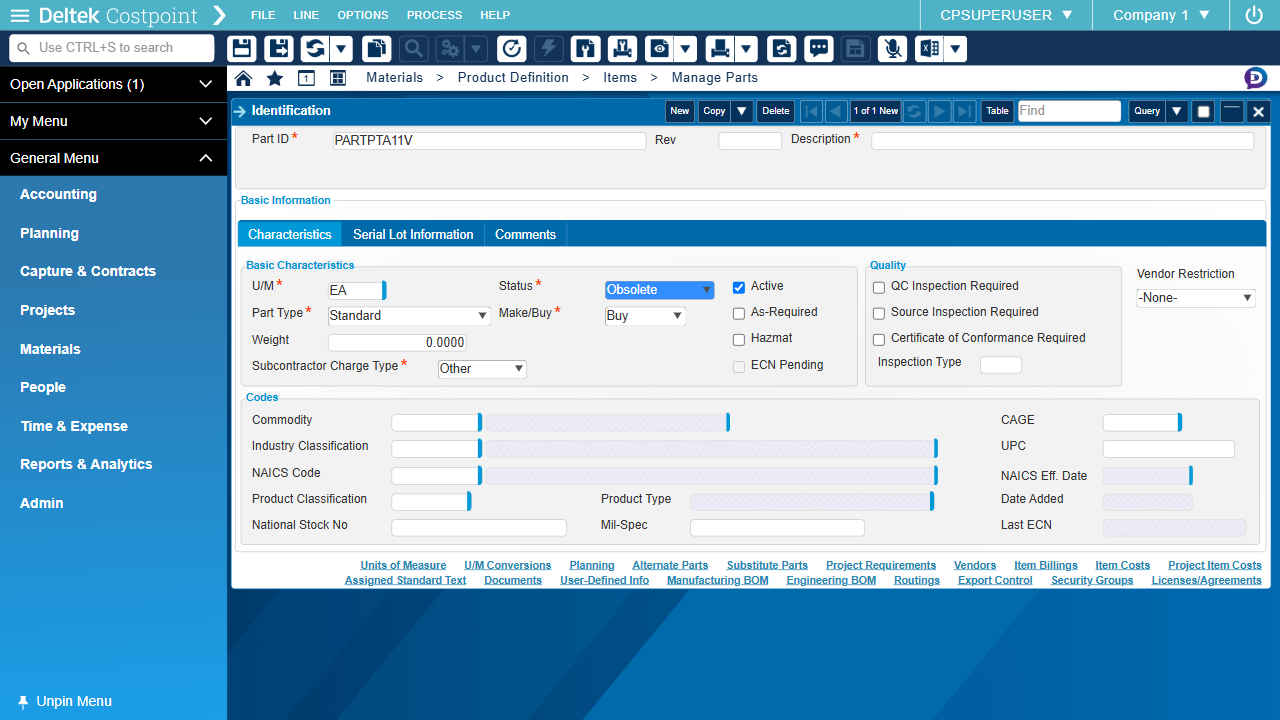 Deltek Costpoint FILE LINE OPTIONS PROCESS HELP CPSUPERUSER Company 1
Use CTRL+S to search
Open Applications (1)
My Menu
General Menu
Accounting
Planning
Capture & Contracts
Projects
Materials
People
Time & Expense
Reports & Analytics
Admin
Unpin Menu
1 Materials > Product Definition > Items > Manage Parts
Identification New Copy Delete 1 of 1 New Table Find Query
Part ID * PARTPTA11V Rev Description *
Basic Information
Characteristics Serial Lot Information Comments
Basic Characteristics
U/M * EA Status * Obsolete Active
Part Type * Standard Make/Buy * Buy As-Required
Weight 0.0000 Hazmat
Subcontractor Charge Type * Other ECN Pending
Quality
QC Inspection Required
Source Inspection Required
Certificate of Conformance Required
Inspection Type
Vendor Restriction
-None-
Codes
Commodity CAGE
Industry Classification UPC
NAICS Code NAICS Eff. Date
Product Classification Product Type Date Added
National Stock No Mil-Spec Last ECN
Units of Measure U/M Conversions Planning Alternate Parts Substitute Parts Project Requirements Vendors Item Billings Item Costs Project Item Costs
Assigned Standard Text Documents User-Defined Info Manufacturing BOM Engineering BOM Routings Export Control Security Groups Licenses/Agreements